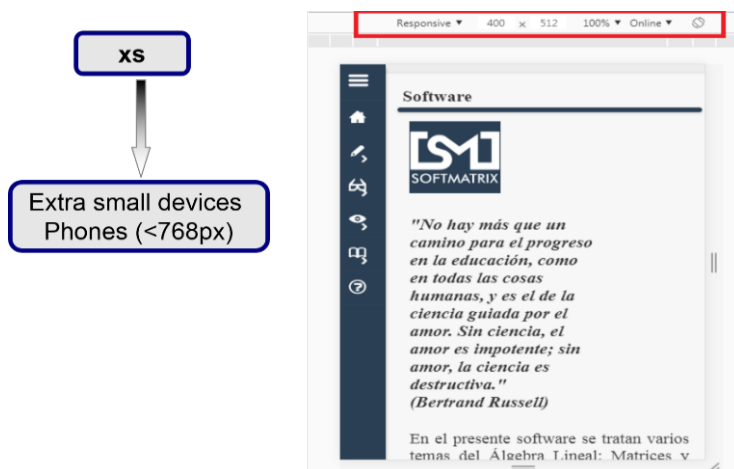 xs
Extra small devices
Phones (<768px)
Responsive ▼ 400 x 512 100% ▼ Online ▼
Software
[SM]
SOFTMATRIX
"No hay más que un
camino para el progreso
en la educación, como
en todas las cosas
humanas, y es el de la
ciencia guiada por el
amor. Sin ciencia, el
amor es impotente; sin
amor, la ciencia es
destructiva."
(Bertrand Russell)
En el presente software se tratan varios
temas del Álgebra Lineal: Matrices y